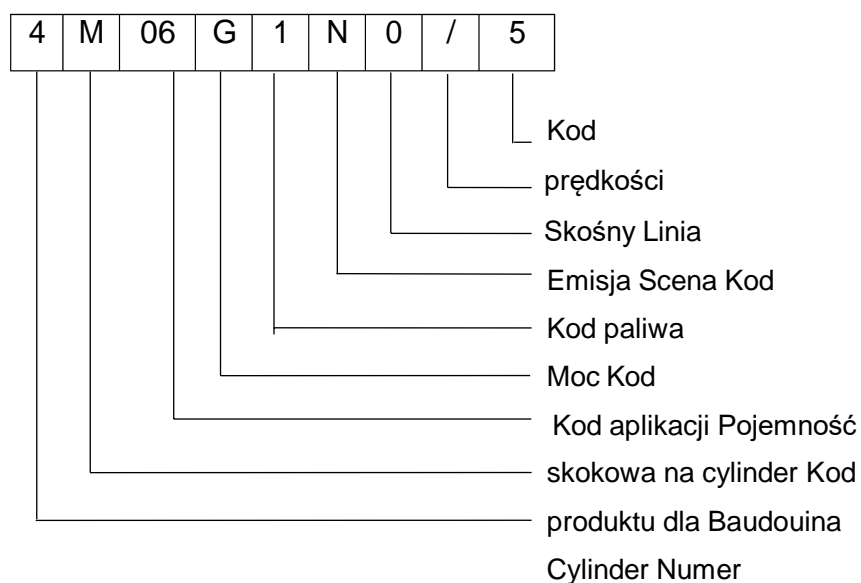 4 M 06 G 1 N 0 / 5
Kod
prędkości
Skośny Linia
Emisja Scena Kod
Kod paliwa
Moc Kod
Kod aplikacji Pojemność
skokowa na cylinder Kod
produktu dla Baudouina
Cylinder Numer